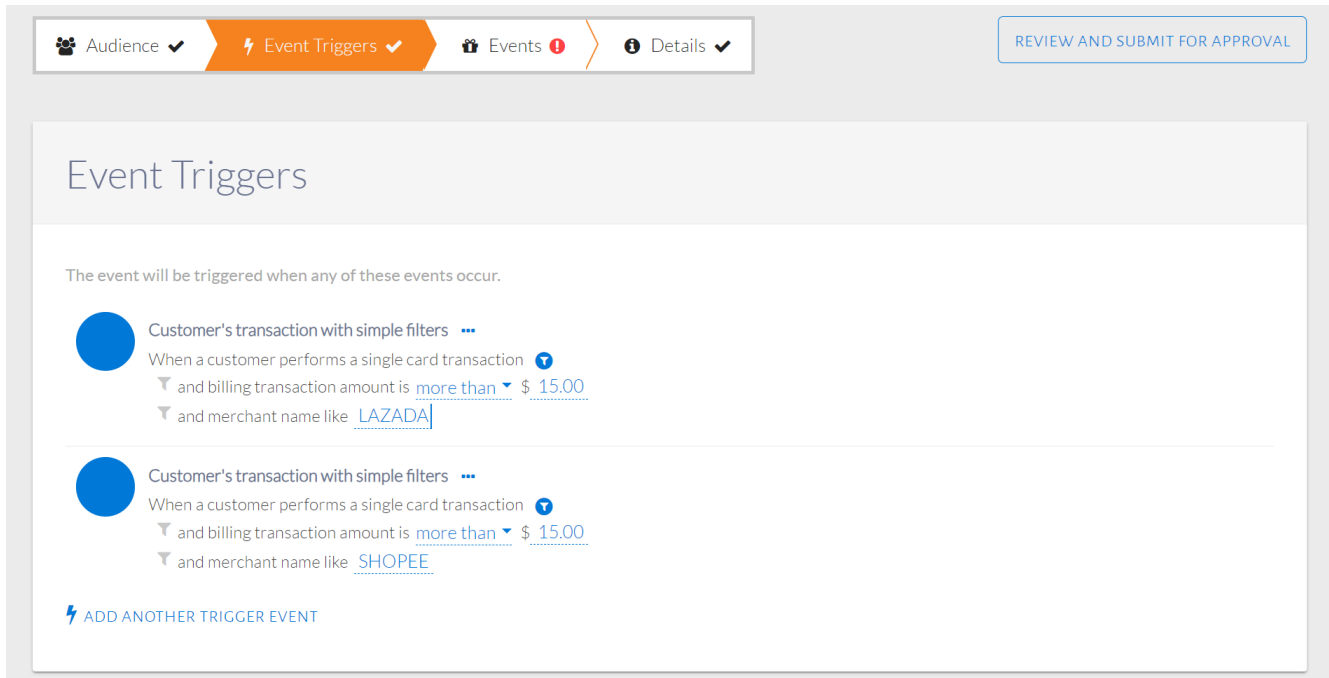 Audience Event Triggers Events Details REVIEW AND SUBMIT FOR APPROVAL
Event Triggers
The event will be triggered when any of these events occur.
Customer's transaction with simple filters ...
When a customer performs a single card transaction
and billing transaction amount is more than $ 15.00
and merchant name like LAZADA
Customer's transaction with simple filters ...
When a customer performs a single card transaction
and billing transaction amount is more than $ 15.00
and merchant name like SHOPEE
ADD ANOTHER TRIGGER EVENT